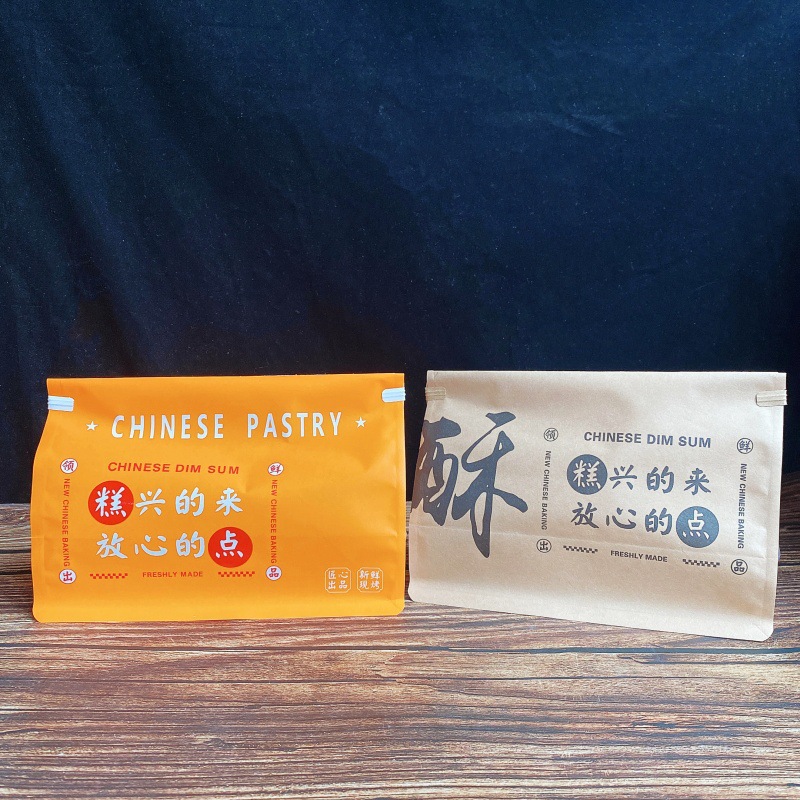 ★ CHINESE PASTRY ★
CHINESE DIM SUM
糕兴的来
放心的点
FRESHLY MADE
领
NEW CHINESE BAKING
出
鲜
NEW CHINESE BAKING
品
匠心
出品
新鲜
现烤
酥
CHINESE DIM SUM
糕兴的来
放心的点
FRESHLY MADE
领
NEW CHINESE BAKING
出
鲜
NEW CHINESE BAKING
品